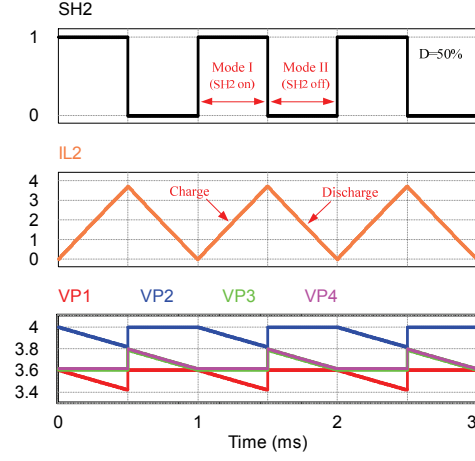 SH2
1
0
Mode I
(SH2 on)
Mode II
(SH2 off)
D=50%
IL2
4
3
2
1
0
Charge
Discharge
VP1 VP2 VP3 VP4
4
3.8
3.6
3.4
0 1 2 3
Time (ms)